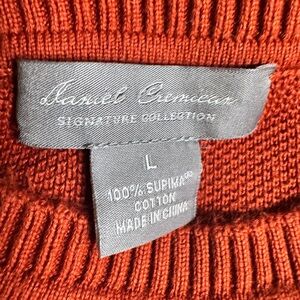 Daniel Cremieux
SIGNATURE COLLECTION
L
100% SUPIMA®
COTTON
MADE IN CHINA